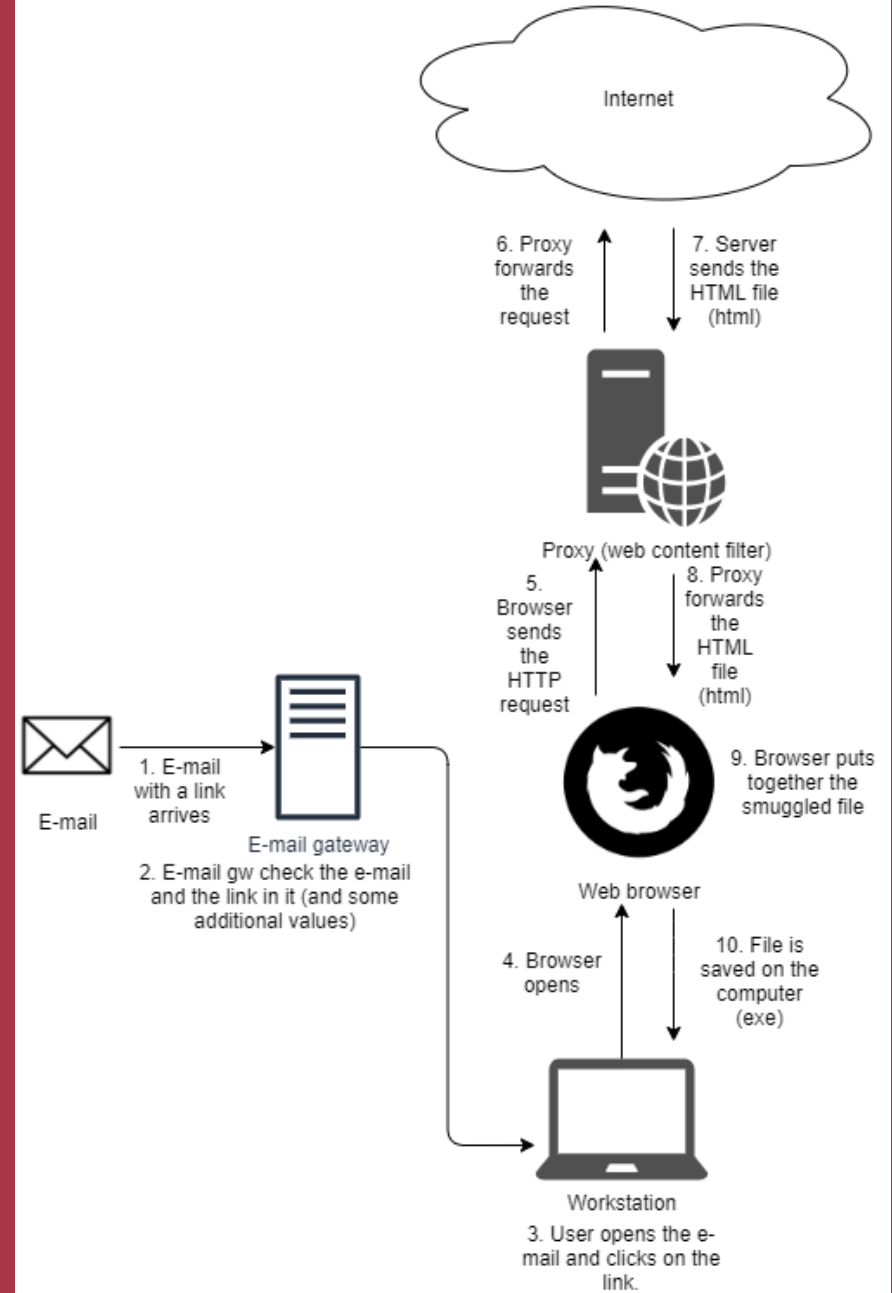 Internet
6. Proxy
forwards
the
request
7. Server
sends the
HTML file
(html)
Proxy (web content filter)
5.
Browser
sends
the
HTTP
request
8. Proxy
forwards
the
HTML
file
(html)
1. E-mail
with a link
arrives
E-mail
E-mail gateway
2. E-mail gw check the e-mail
and the link in it (and some
additional values)
9. Browser puts
together the
smuggled file
Web browser
4. Browser
opens
10. File is
saved on the
computer
(exe)
Workstation
3. User opens the e-
mail and clicks on the
link.